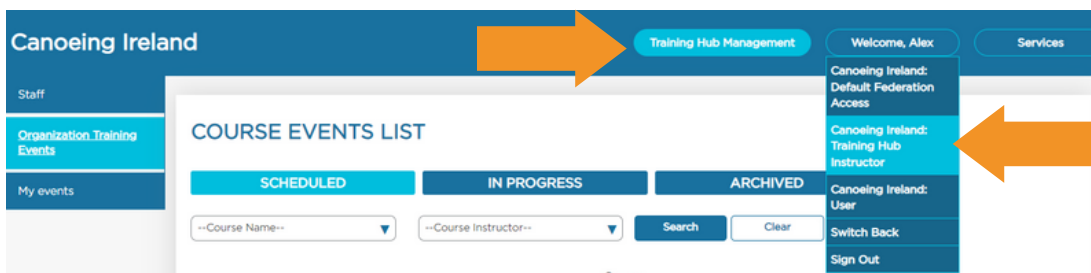 Canoeing Ireland
Training Hub Management
Welcome, Alex
Services
Canoeing Ireland:
Default Federation
Access
Canoeing Ireland:
Training Hub
Instructor
Canoeing Ireland:
User
Switch Back
Sign Out
Staff
Organization Training
Events
My events
COURSE EVENTS LIST
SCHEDULED
IN PROGRESS
ARCHIVED
--Course Name--
--Course Instructor--
Search
Clear